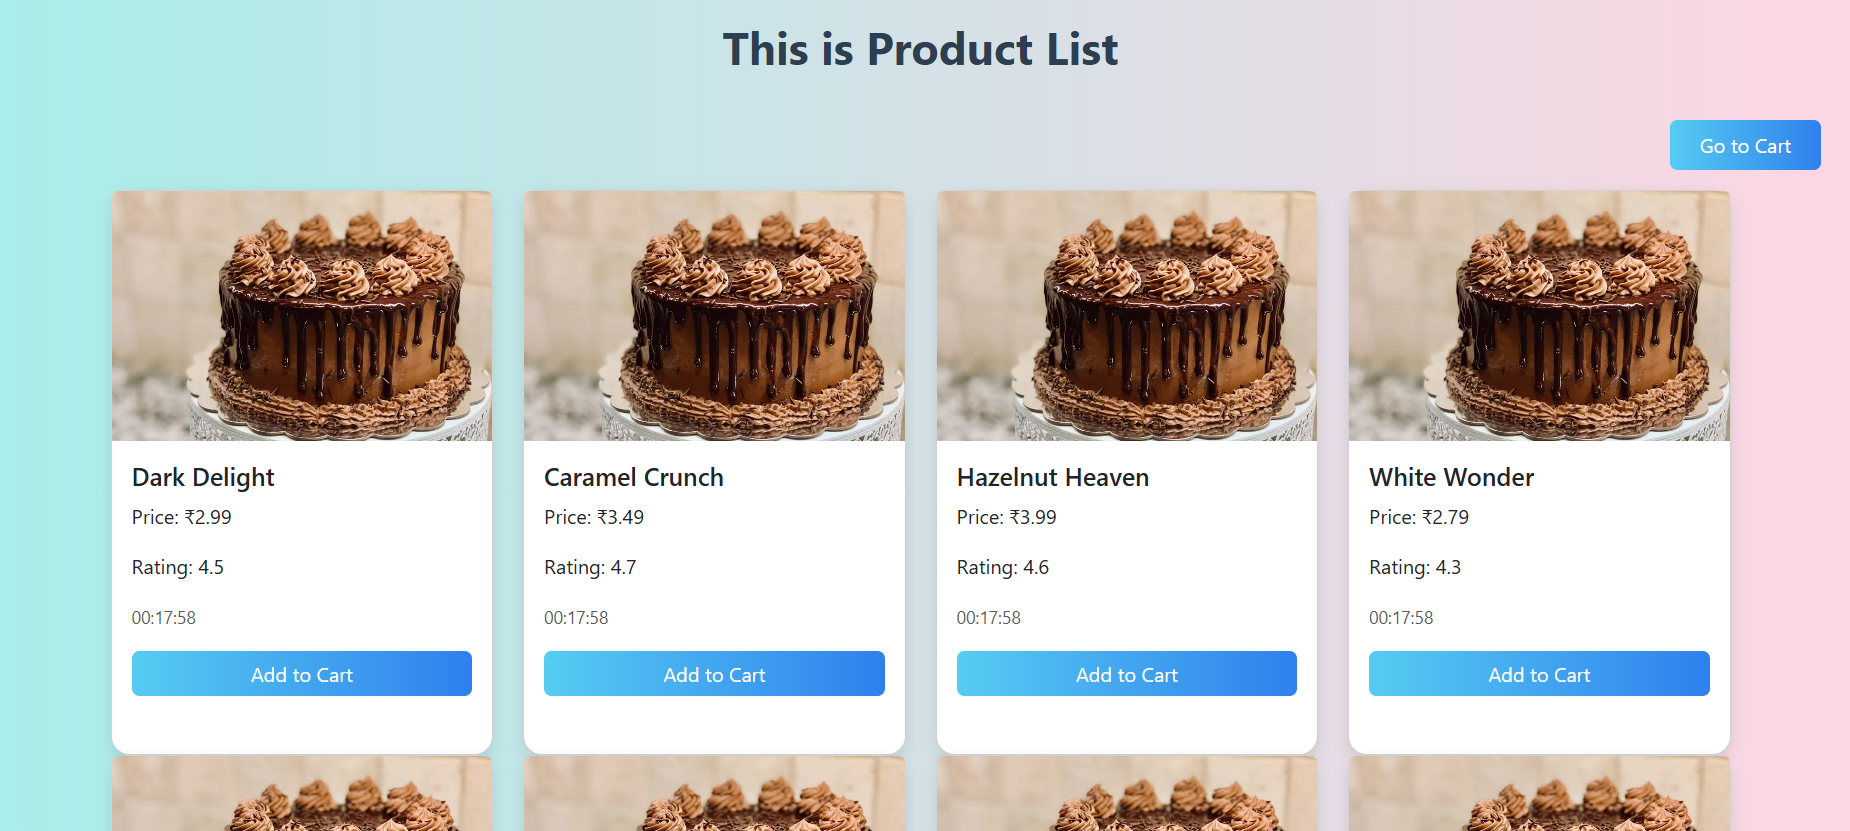 This is Product List
Go to Cart
Dark Delight
Price: ₹2.99
Rating: 4.5
00:17:58
Add to Cart
Caramel Crunch
Price: ₹3.49
Rating: 4.7
00:17:58
Add to Cart
Hazelnut Heaven
Price: ₹3.99
Rating: 4.6
00:17:58
Add to Cart
White Wonder
Price: ₹2.79
Rating: 4.3
00:17:58
Add to Cart